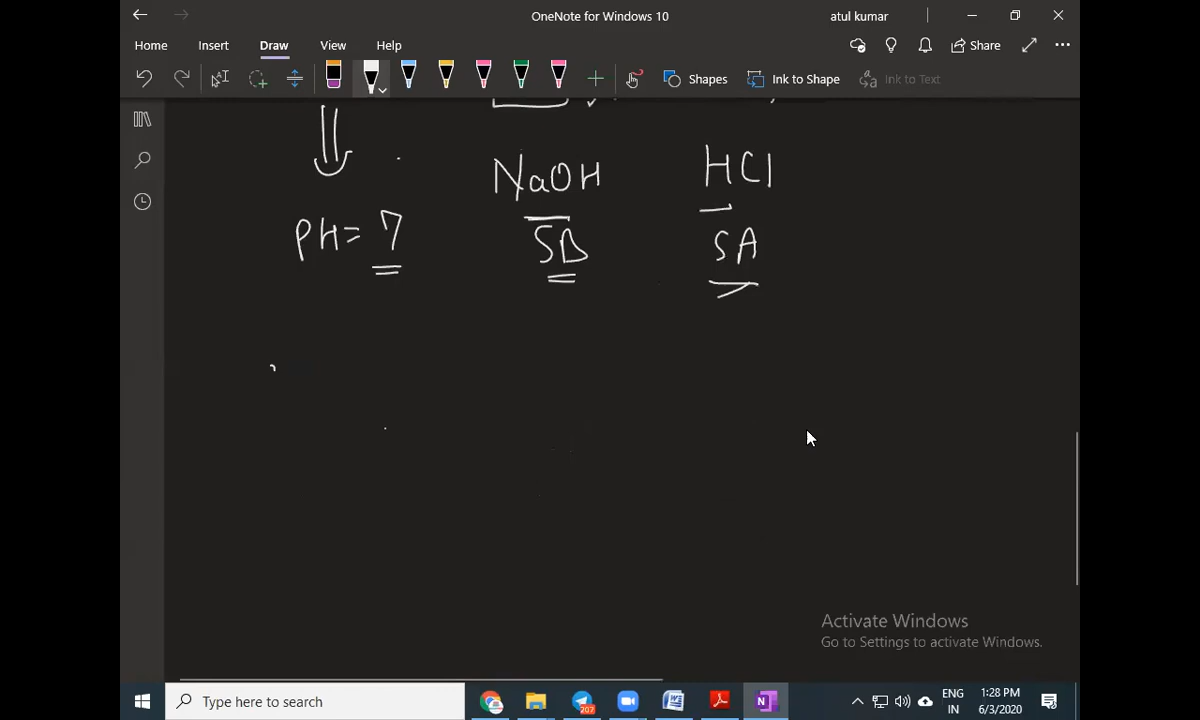 OneNote for Windows 10
atul kumar
Home Insert Draw View Help
Share
Shapes Ink to Shape Ink to Text
NaOH HCl
PH= 7 SB SA
Activate Windows
Go to Settings to activate Windows.
Type here to search
207
ENG
IN
1:28 PM
6/3/2020